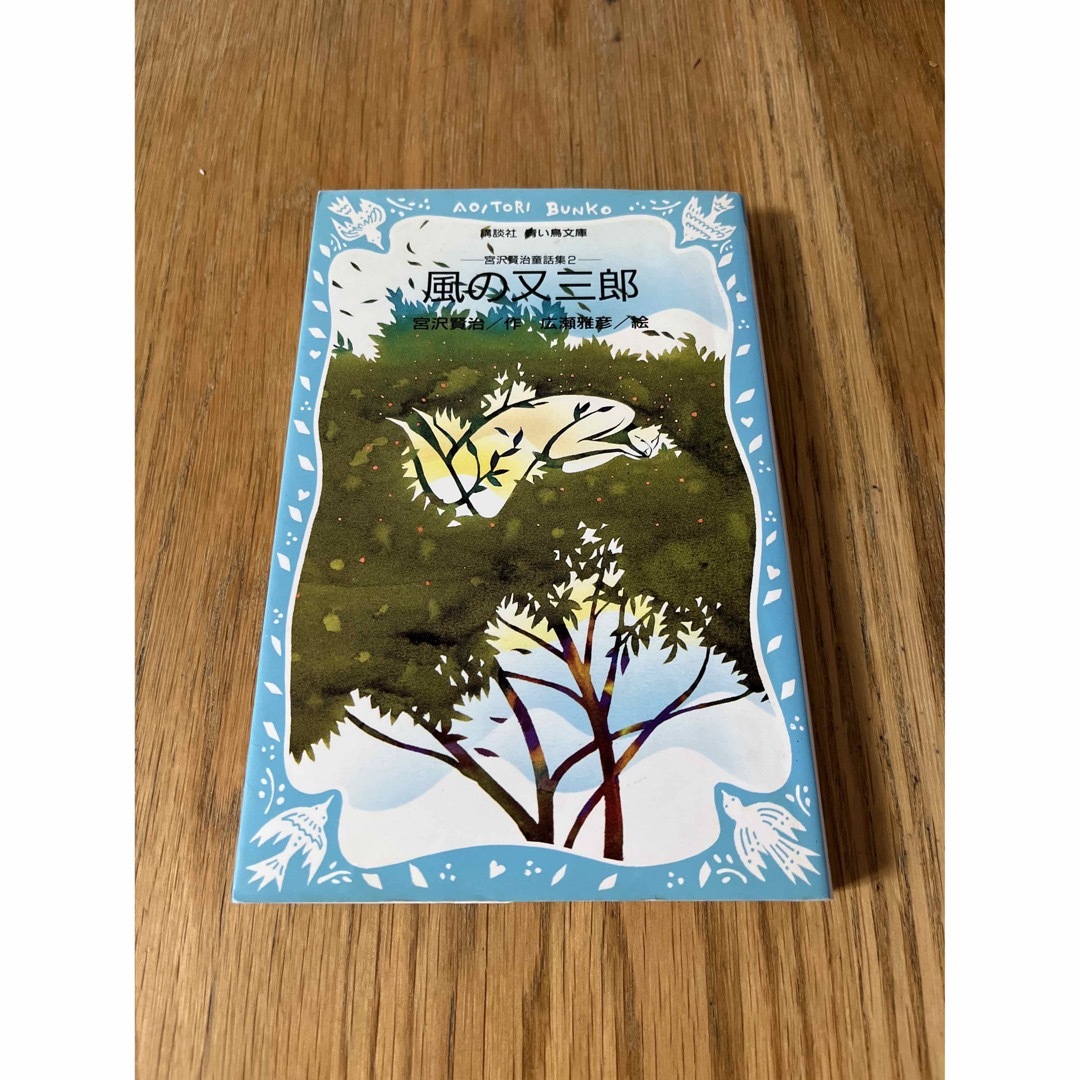 AOITORI BUNKO
講談社 青い鳥文庫
宮沢賢治童話集2
風の又三郎
宮沢賢治/作 広瀬雅彦/絵